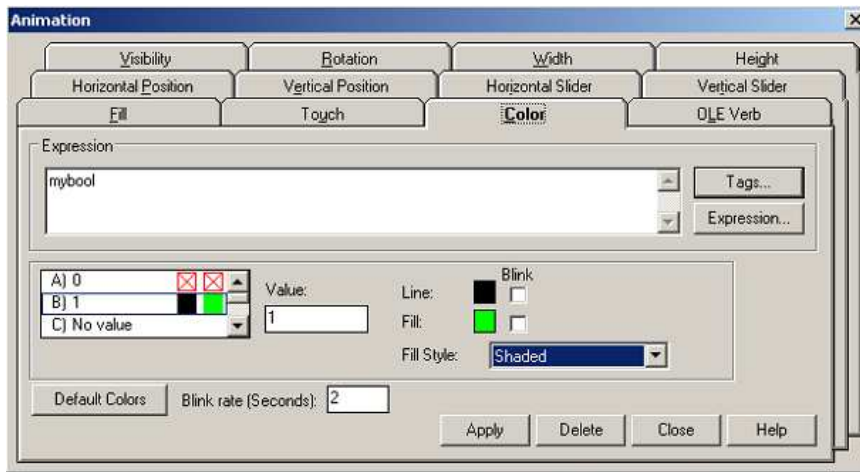 Animation
Visibility Rotation Width Height
Horizontal Position Vertical Position Horizontal Slider Vertical Slider
Fill Touch Color OLE Verb
Expression
mybool
Tags...
Expression...
A) 0
B) 1
C) No value
Value:
1
Blink
Line:
Fill:
Fill Style: Shaded
Default Colors Blink rate (Seconds): 2
Apply Delete Close Help